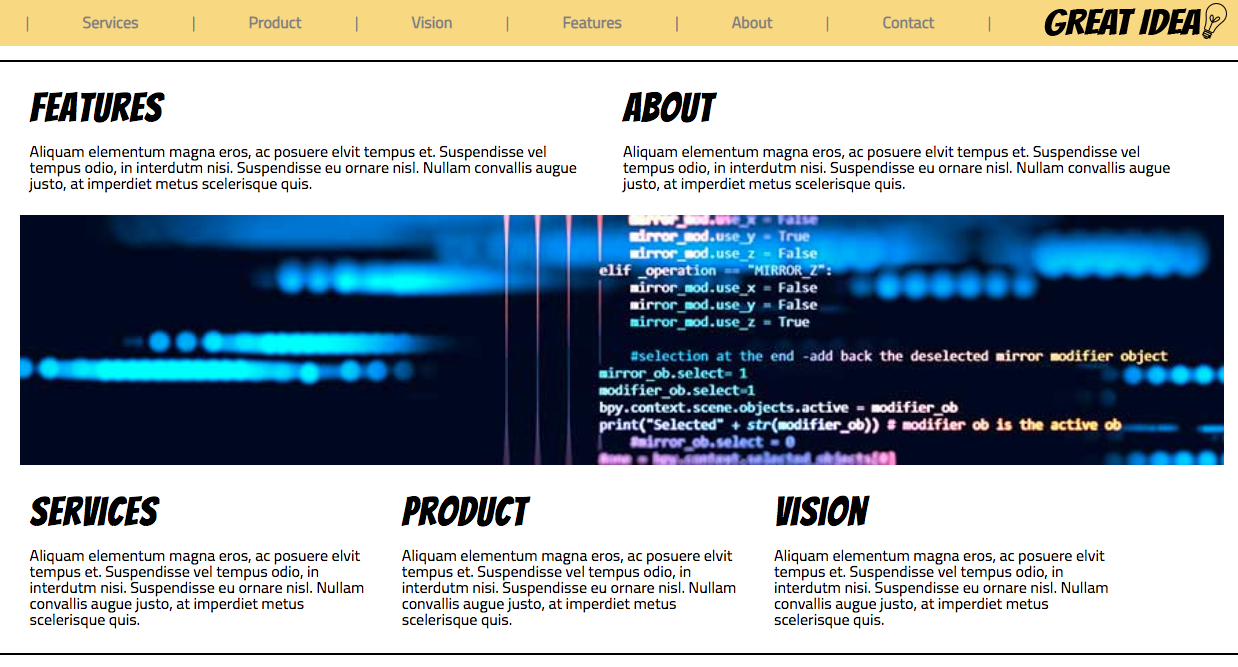 | Services | Product | Vision | Features | About | Contact | GREAT IDEA
FEATURES
Aliquam elementum magna eros, ac posuere elvit tempus et. Suspendisse vel
tempus odio, in interdutm nisi. Suspendisse eu ornare nisl. Nullam convallis augue
justo, at imperdiet metus scelerisque quis.
ABOUT
Aliquam elementum magna eros, ac posuere elvit tempus et. Suspendisse vel
tempus odio, in interdutm nisi. Suspendisse eu ornare nisl. Nullam convallis augue
justo, at imperdiet metus scelerisque quis.
mirror_mod.use_x = False
mirror_mod.use_y = True
mirror_mod.use_z = False
elif _operation == "MIRROR_Z":
mirror_mod.use_x = False
mirror_mod.use_y = False
mirror_mod.use_z = True
#selection at the end -add back the deselected mirror modifier object
mirror_ob.select= 1
modifier_ob.select=1
bpy.context.scene.objects.active = modifier_ob
print("Selected" + str(modifier_ob)) # modifier ob is the active ob
#mirror_ob.select = 0
= bpy.context.selected_objects[0]
SERVICES
Aliquam elementum magna eros, ac posuere elvit
tempus et. Suspendisse vel tempus odio, in
interdutm nisi. Suspendisse eu ornare nisl. Nullam
convallis augue justo, at imperdiet metus
scelerisque quis.
PRODUCT
Aliquam elementum magna eros, ac posuere elvit
tempus et. Suspendisse vel tempus odio, in
interdutm nisi. Suspendisse eu ornare nisl. Nullam
convallis augue justo, at imperdiet metus
scelerisque quis.
VISION
Aliquam elementum magna eros, ac posuere elvit
tempus et. Suspendisse vel tempus odio, in
interdutm nisi. Suspendisse eu ornare nisl. Nullam
convallis augue justo, at imperdiet metus
scelerisque quis.